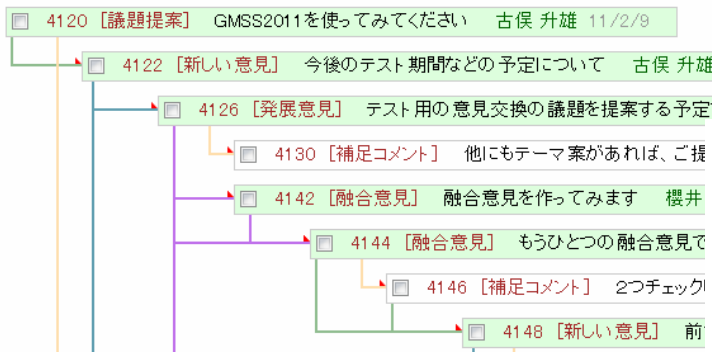 4120 [議題提案] GMSS2011を使ってみてください 古俣 升雄 11/2/9
4122 [新しい意見] 今後のテスト期間などの予定について 古俣 升雄
4126 [発展意見] テスト用の意見交換の議題を提案する予定
4130 [補足コメント] 他にもテーマ案があれば、ご提
4142 [融合意見] 融合意見を作ってみます 櫻井
4144 [融合意見] もうひとつの融合意見で
4146 [補足コメント] 2つチェック
4148 [新しい意見] 前